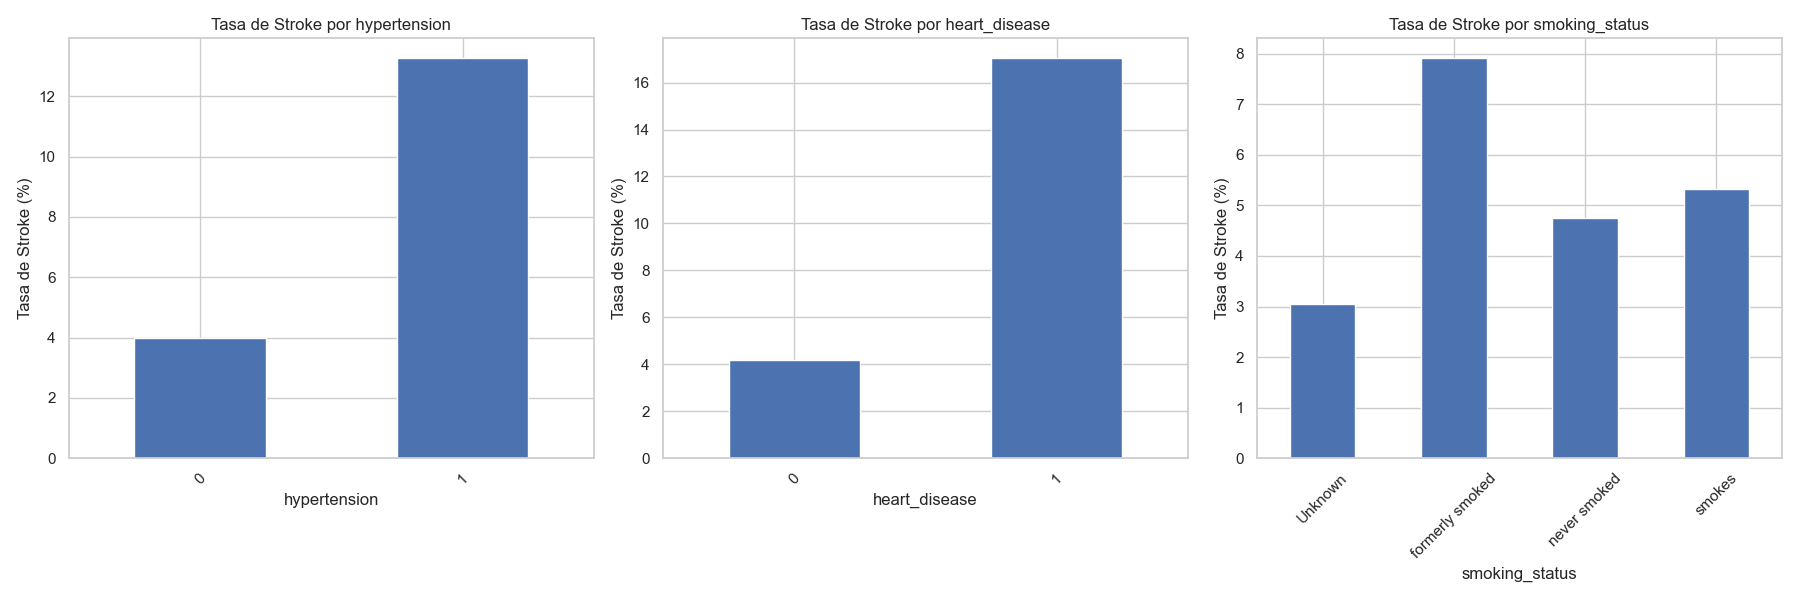 Tasa de Stroke por hypertension
Tasa de Stroke (%)
12
10
8
6
4
2
0
0
1
hypertension
Tasa de Stroke por heart_disease
Tasa de Stroke (%)
16
14
12
10
8
6
4
2
0
0
1
heart_disease
Tasa de Stroke por smoking_status
Tasa de Stroke (%)
8
7
6
5
4
3
2
1
0
Unknown
formerly smoked
never smoked
smokes
smoking_status